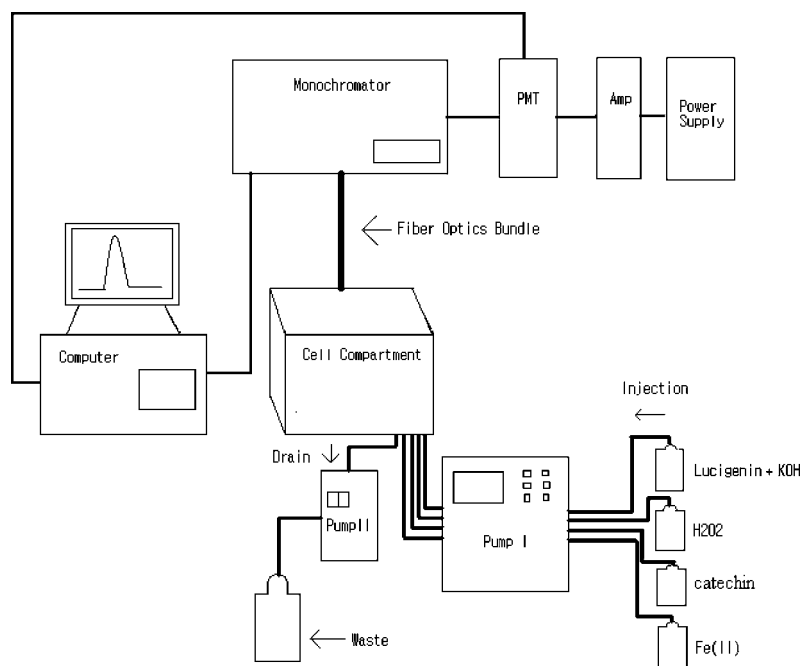 Monochromator
PMT
Amp
Power
Supply
Fiber Optics Bundle
Computer
Cell Compartment
Injection
Drain
Lucigenin + KOH
PumpII
Pump I
H2O2
catechin
Waste
Fe(II)